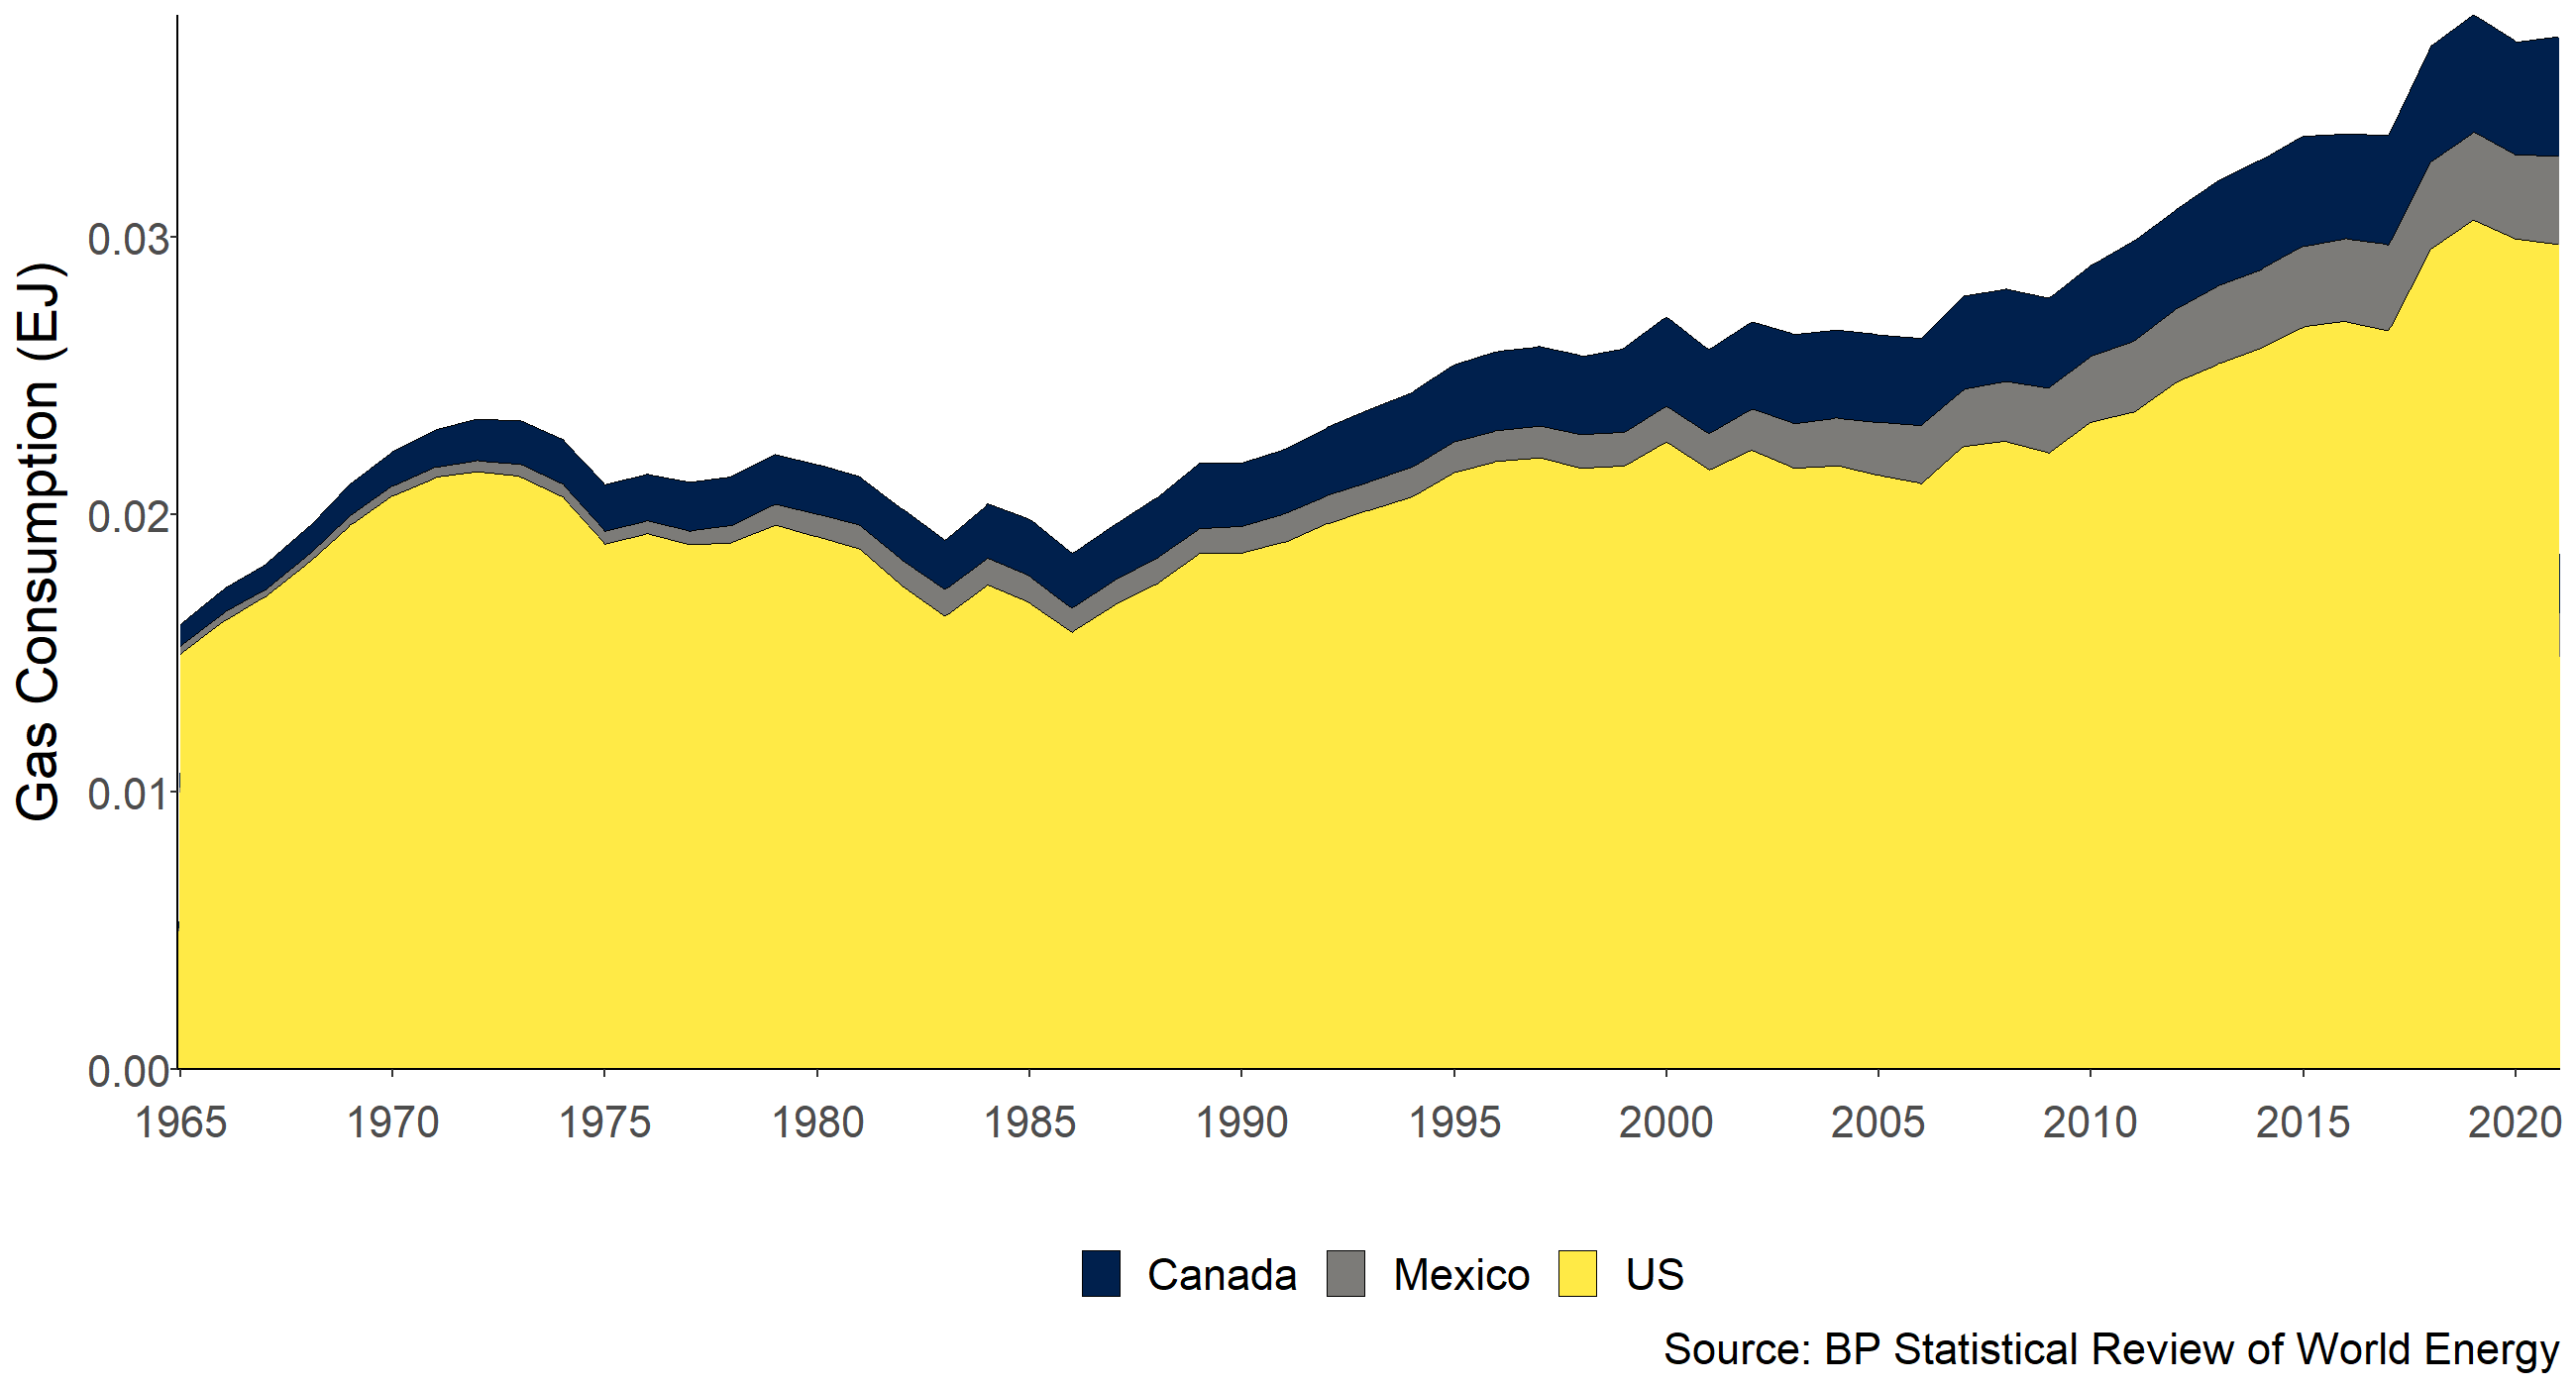 Gas Consumption (EJ)
0.03
0.02
0.01
0.00
1965 1970 1975 1980 1985 1990 1995 2000 2005 2010 2015 2020
Canada Mexico US
Source: BP Statistical Review of World Energy